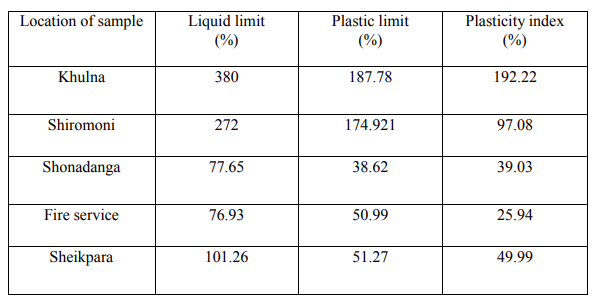 Location of sample Liquid limit Plastic limit Plasticity index
(%) (%) (%)
Khulna 380 187.78 192.22
Shiromoni 272 174.921 97.08
Shonadanga 77.65 38.62 39.03
Fire service 76.93 50.99 25.94
Sheikpara 101.26 51.27 49.99